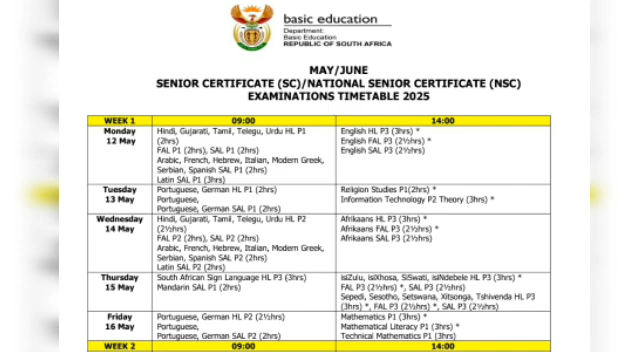 basic education
Department:
Basic Education
REPUBLIC OF SOUTH AFRICA
MAY/JUNE
SENIOR CERTIFICATE (SC)/NATIONAL SENIOR CERTIFICATE (NSC)
EXAMINATIONS TIMETABLE 2025
WEEK 1 09:00 14:00
Monday
12 May
Hindi, Gujarati, Tamil, Telegu, Urdu HL P1
(2hrs)
FAL P1 (2hrs), SAL P1 (2hrs)
Arabic, French, Hebrew, Italian, Modern Greek,
Serbian, Spanish SAL P1 (2hrs)
Latin SAL P1 (3hrs)
English HL P3 (3hrs) *
English FAL P3 (2½hrs) *
English SAL P3 (2½hrs)
Tuesday
13 May
Portuguese, German HL P1 (2hrs)
Portuguese,
Portuguese, German SAL P1 (2hrs)
Religion Studies P1(2hrs) *
Information Technology P2 Theory (3hrs) *
Wednesday
14 May
Hindi, Gujarati, Tamil, Telegu, Urdu HL P2
(2½hrs)
FAL P2 (2hrs), SAL P2 (2hrs)
Arabic, French, Hebrew, Italian, Modern Greek,
Serbian, Spanish SAL P2 (2hrs)
Latin SAL P2 (2hrs)
Afrikaans HL P3 (3hrs) *
Afrikaans FAL P3 (2½hrs) *
Afrikaans SAL P3 (2½hrs)
Thursday
15 May
South African Sign Language HL P3 (3hrs)
Mandarin SAL P1 (2hrs)
isiZulu, isiXhosa, SiSwati, isiNdebele HL P3 (3hrs) *
FAL P3 (2½hrs) *, SAL P3 (2½hrs)
Sepedi, Sesotho, Setswana, Xitsonga, Tshivenda HL P3
(3hrs) *, FAL P3 (2½hrs) *, SAL P3 (2½hrs)
Friday
16 May
Portuguese, German HL P2 (2½hrs)
Portuguese,
Portuguese, German SAL P2 (2hrs)
Mathematics P1 (3hrs) *
Mathematical Literacy P1 (3hrs) *
Technical Mathematics P1 (3hrs)
WEEK 2 09:00 14:00